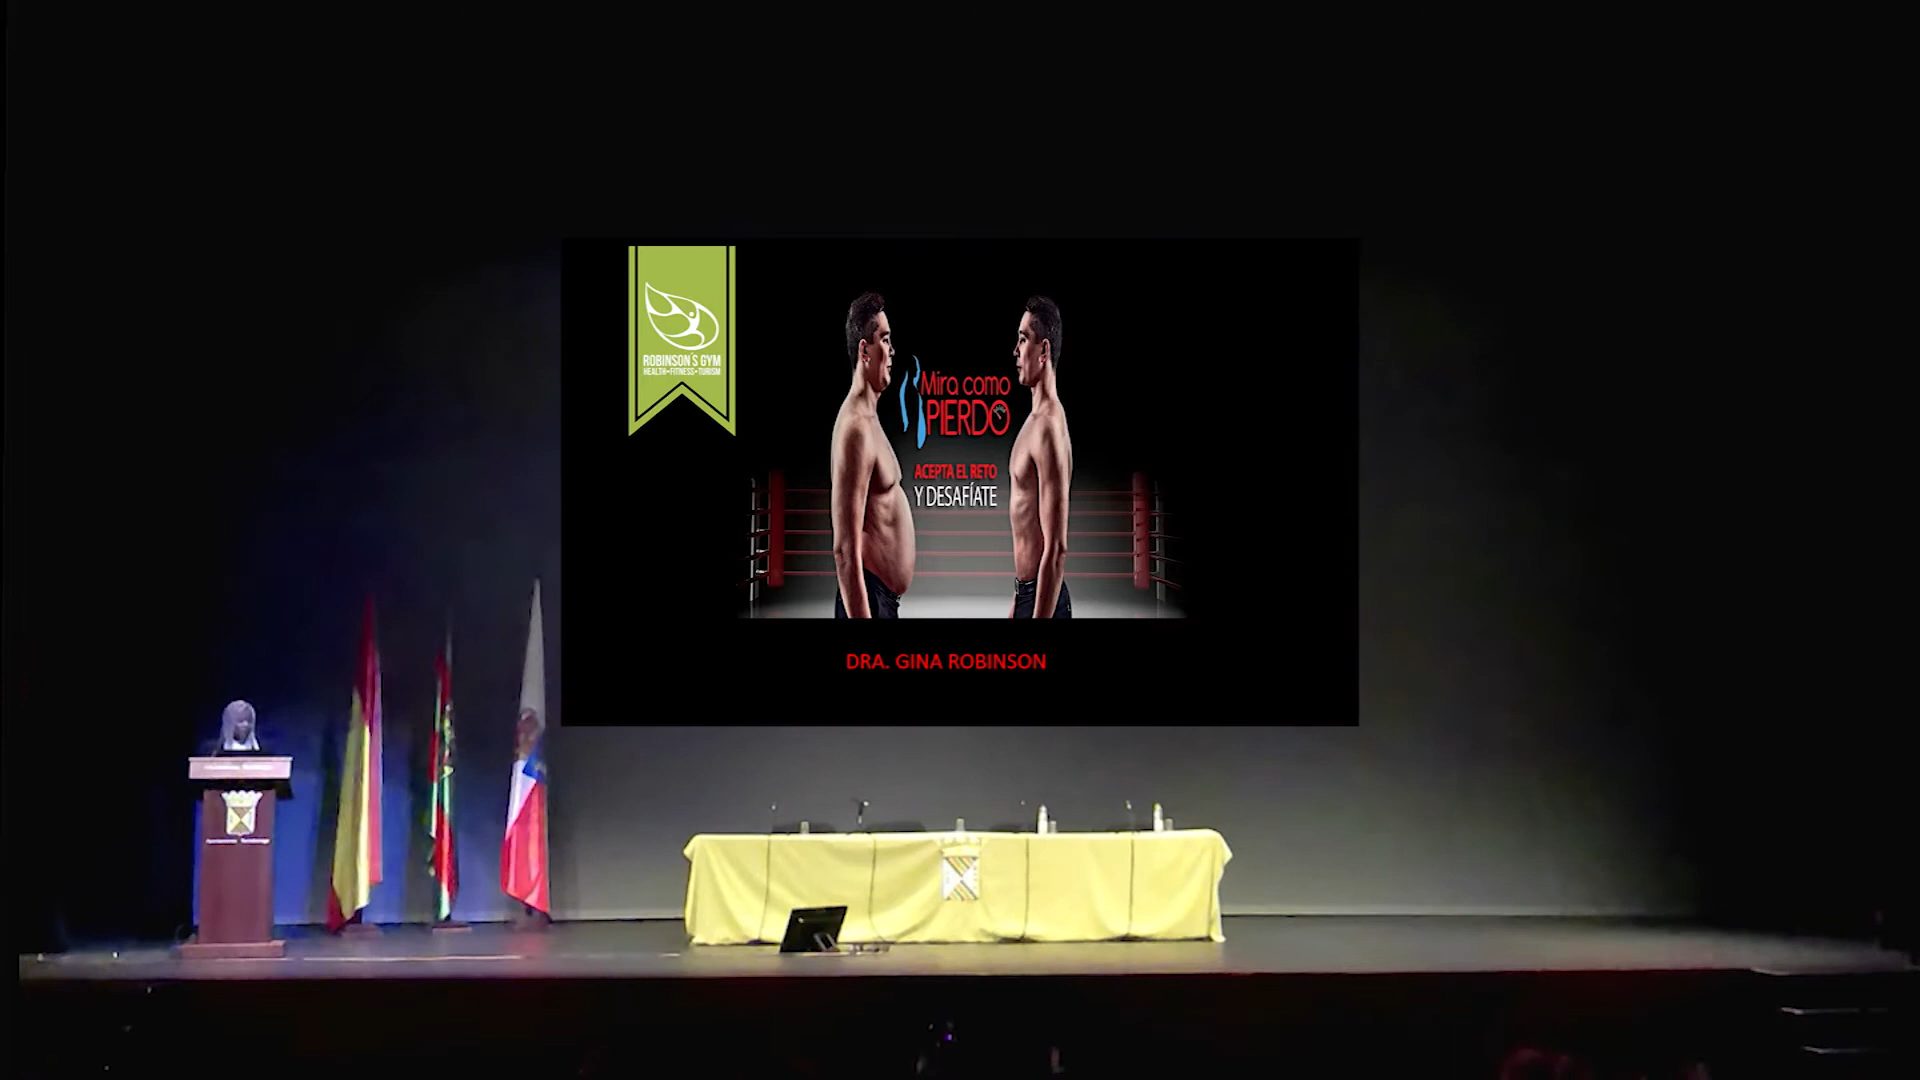 ROBINSON´S GYM
HEALTH•FITNESS•TURISM
Mira como
PIERDO
ACEPTA EL RETO
Y DESAFÍATE
DRA. GINA ROBINSON